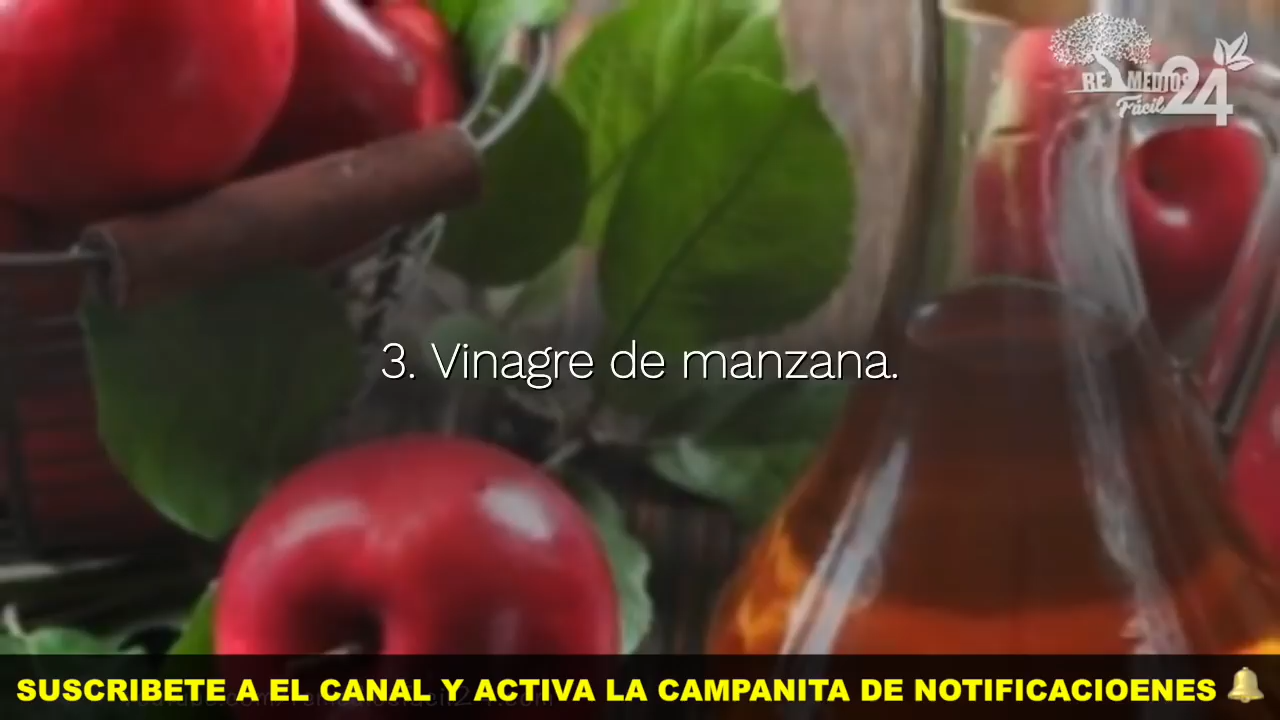 REMEDIOS
Fácil 24
3. Vinagre de manzana.
SUSCRIBETE A EL CANAL Y ACTIVA LA CAMPANITA DE NOTIFICACIOENES